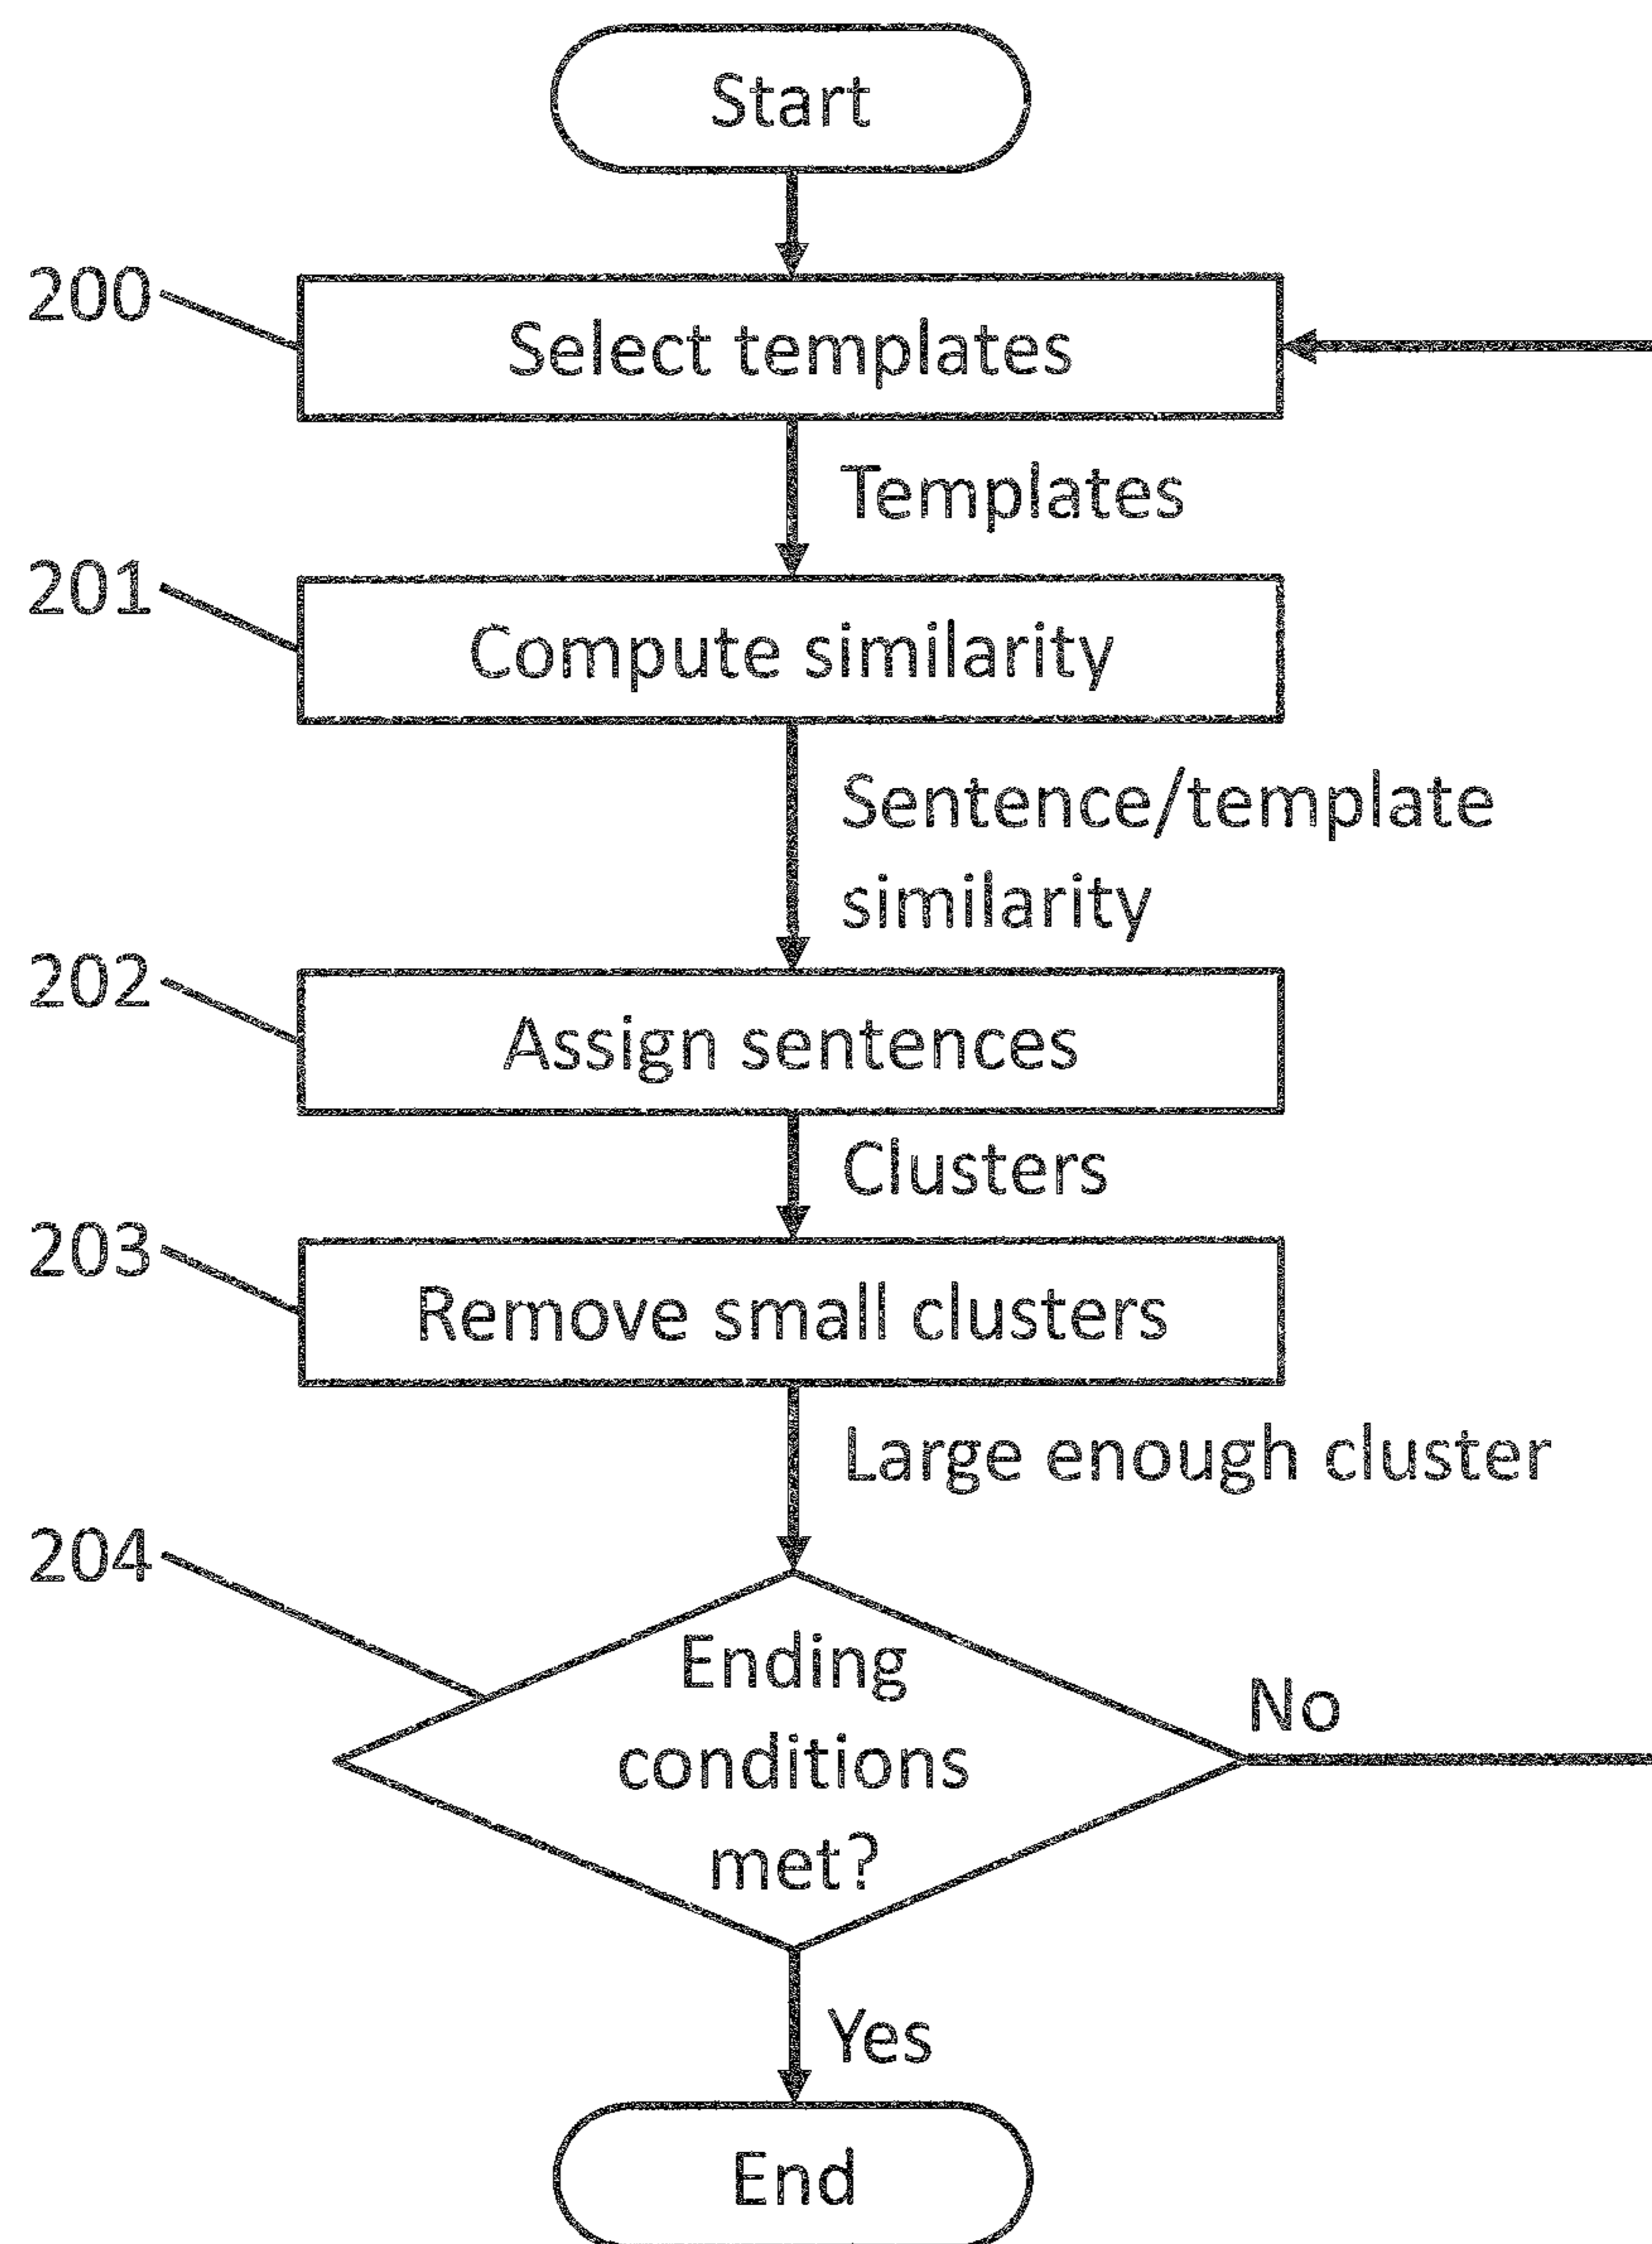 Start
200
Select templates
Templates
201
Compute similarity
Sentence/template
similarity
202
Assign sentences
Clusters
203
Remove small clusters
Large enough cluster
204
Ending
conditions
met?
No
Yes
End